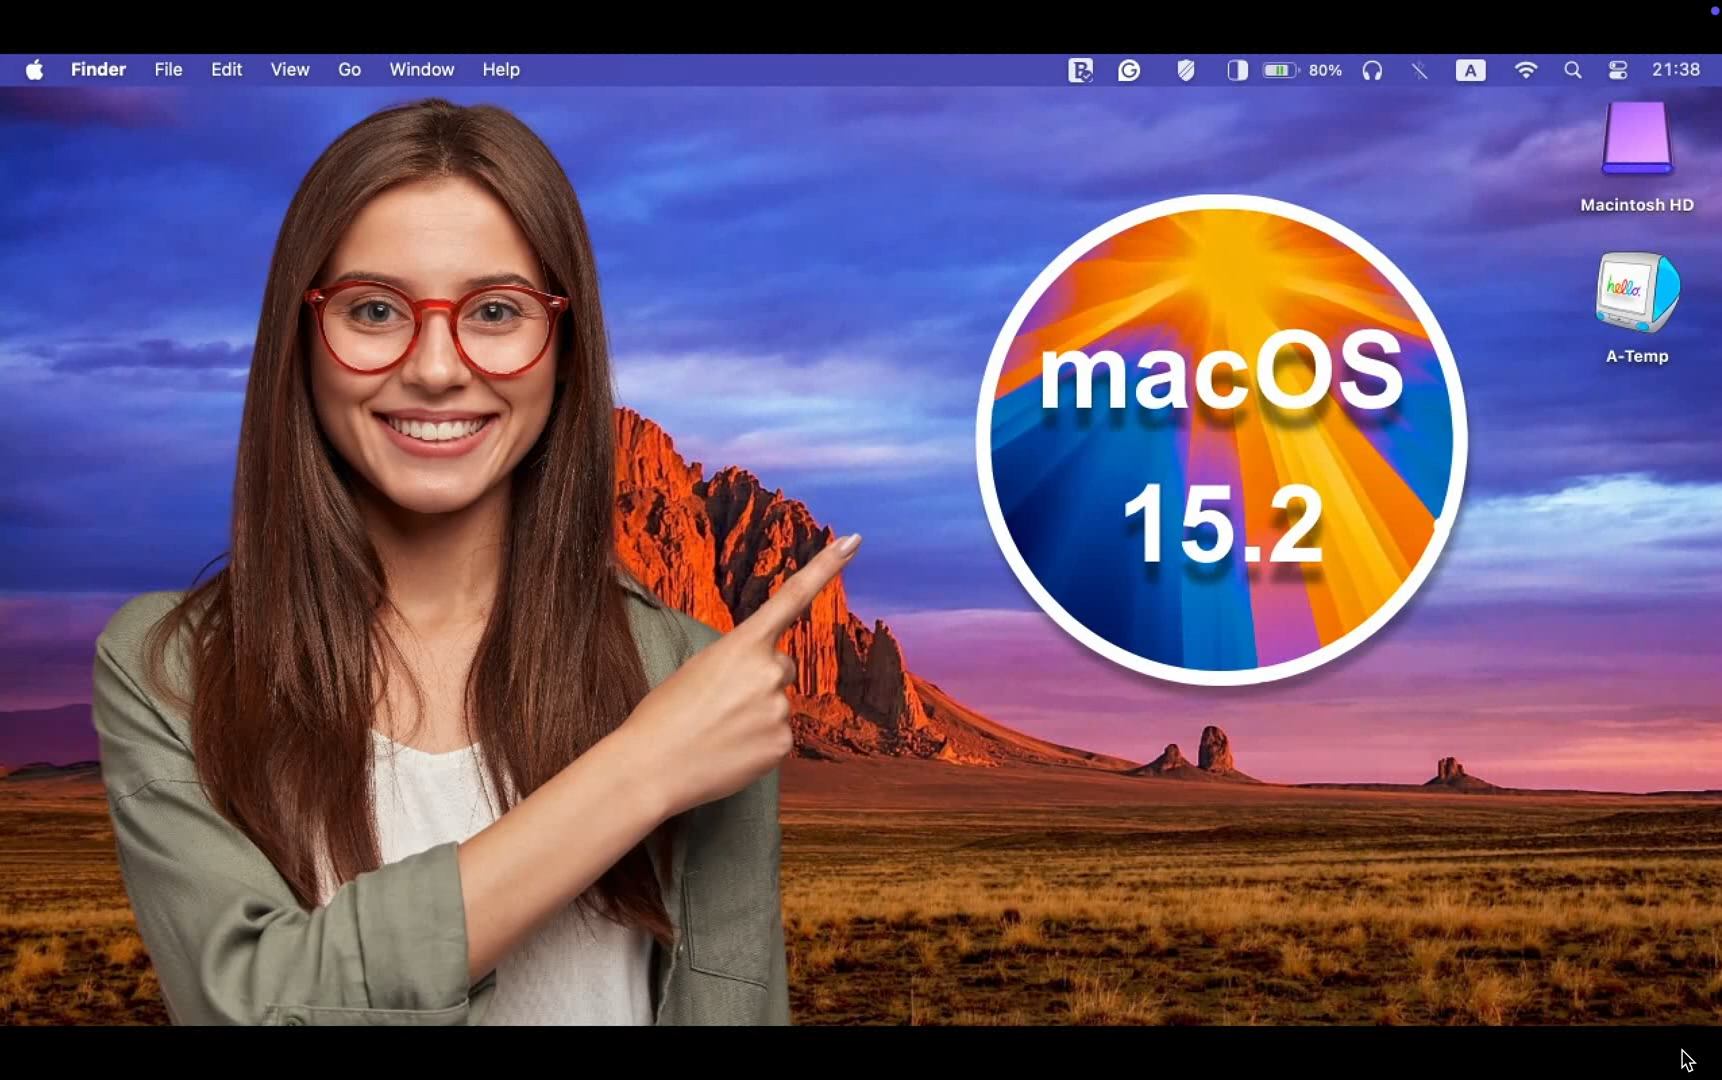 Finder File Edit View Go Window Help 80% A 21:38
Macintosh HD
hello.
A-Temp
macOS
15.2